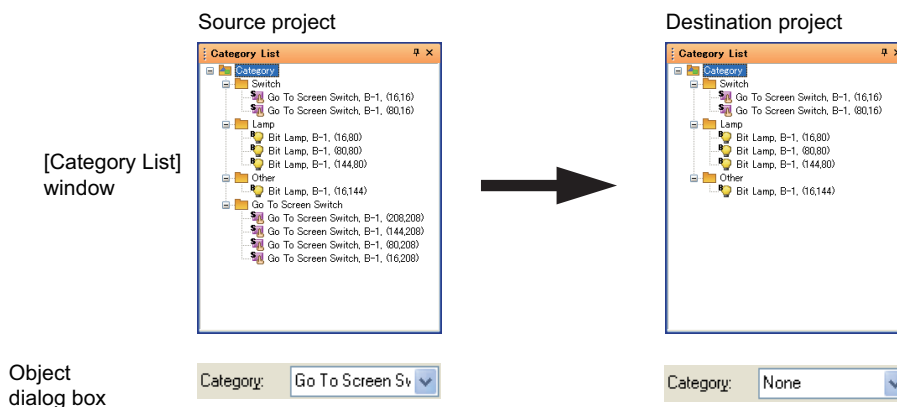 Source project
Destination project
Category List
Category
Switch
Go To Screen Switch, B-1, (16,16)
Go To Screen Switch, B-1, (80,16)
Lamp
Bit Lamp, B-1, (16,80)
Bit Lamp, B-1, (80,80)
Bit Lamp, B-1, (144,80)
Other
Bit Lamp, B-1, (16,144)
Go To Screen Switch
Go To Screen Switch, B-1, (208,208)
Go To Screen Switch, B-1, (144,208)
Go To Screen Switch, B-1, (80,208)
Go To Screen Switch, B-1, (16,208)
Category List
Category
Switch
Go To Screen Switch, B-1, (16,16)
Go To Screen Switch, B-1, (80,16)
Lamp
Bit Lamp, B-1, (16,80)
Bit Lamp, B-1, (80,80)
Bit Lamp, B-1, (144,80)
Other
Bit Lamp, B-1, (16,144)
[Category List]
window
Object
dialog box
Category: Go To Screen Sw
Category: None